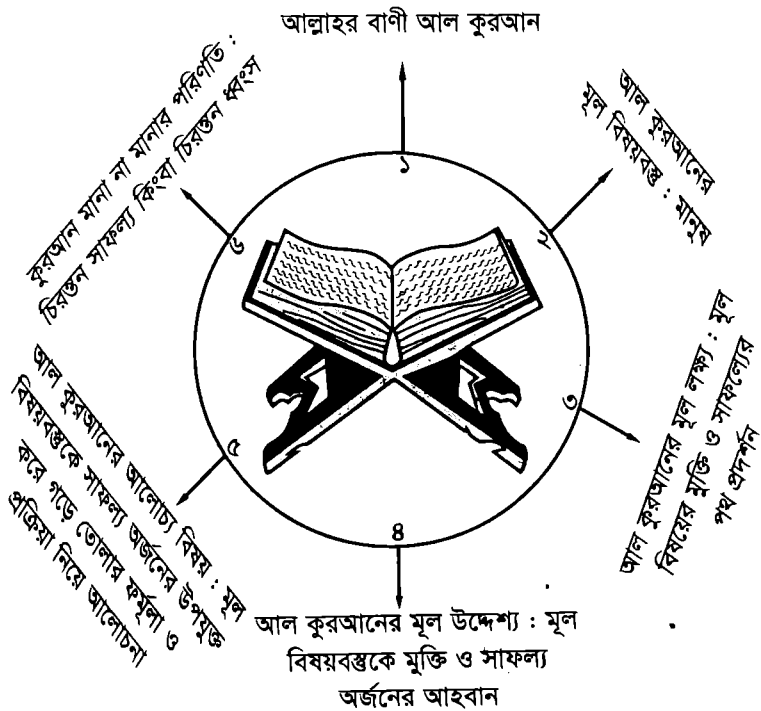 আল্লাহর বাণী আল কুরআন
১
আল কুরআনের
মূল বিষয়বস্তু : মানুষ
২
আল কুরআনের মূল লক্ষ্য : মূল
বিষয়ের মুক্তি ও সাফল্যের
পথ প্রদর্শন
৩
৪
আল কুরআনের মূল উদ্দেশ্য : মূল
বিষয়বস্তুকে মুক্তি ও সাফল্য
অর্জনের আহবান
৫
আল কুরআনের আলোচ্য বিষয় : মূল
বিষয়বস্তুকে সাফল্য অর্জনের উপযুক্ত
করে গড়ে তোলার ফর্মূলা ও
প্রক্রিয়া নিয়ে আলোচনা
৬
কুরআন মানা না মানার পরিণতি :
চিরন্তন সাফল্য কিংবা চিরন্তন ধ্বংস